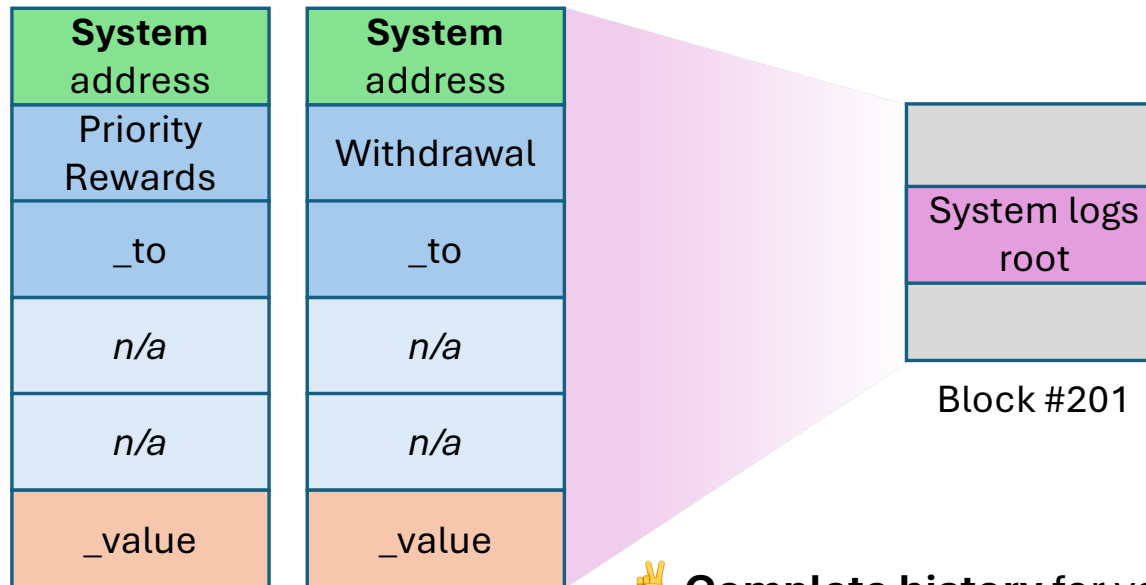 System
address
Priority
Rewards
_to
n/a
n/a
_value
System
address
Withdrawal
_to
n/a
n/a
_value
System logs
root
Block #201
✌️ Complete history for